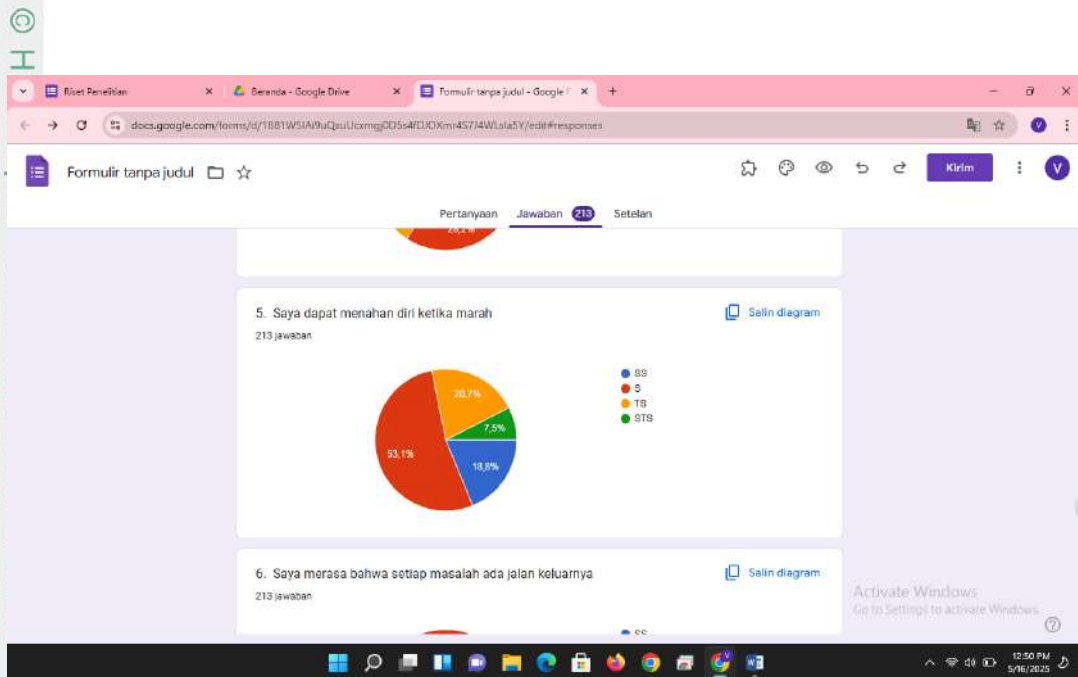 © H
Riset Penelitian
Beranda - Google Drive
Formulir tanpa judul - Google F
docs.google.com/forms/d/
/edit#responses
Formulir tanpa judul
Kirim
V
Pertanyaan Jawaban 213 Setelan
28,2%
5. Saya dapat menahan diri ketika marah
Salin diagram
213 jawaban
SS
S
TS
STS
20,7%
7,5%
53,1%
18,8%
6. Saya merasa bahwa setiap masalah ada jalan keluarnya
Salin diagram
213 jawaban
SS
Activate Windows
Go to Settings to activate Windows.
12:50 PM
5/16/2025